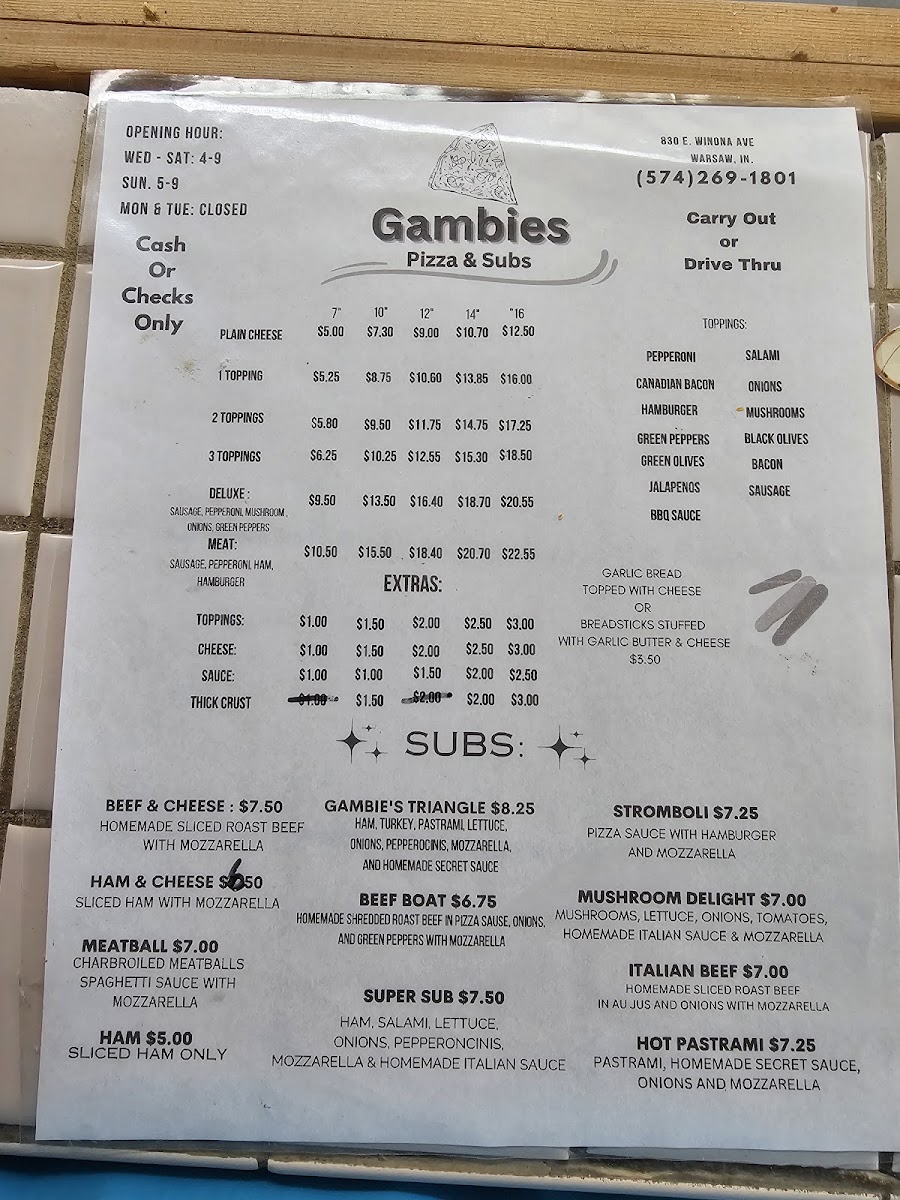 OPENING HOUR:
WED - SAT: 4-9
SUN. 5-9
MON & TUE: CLOSED
Cash
Or
Checks
Only
Gambies
Pizza & Subs
830 E. WINONA AVE
WARSAW, IN.
(574)269-1801
Carry Out
or
Drive Thru
7" 10" 12" 14" "16
PLAIN CHEESE $5.00 $7.30 $9.00 $10.70 $12.50
1 TOPPING $5.25 $8.75 $10.60 $13.85 $16.00
2 TOPPINGS $5.80 $9.50 $11.75 $14.75 $17.25
3 TOPPINGS $6.25 $10.25 $12.55 $15.30 $18.50
DELUXE : $9.50 $13.50 $16.40 $18.70 $20.55
SAUSAGE, PEPPERONI, MUSHROOM,
ONIONS, GREEN PEPPERS
MEAT: $10.50 $15.50 $18.40 $20.70 $22.55
SAUSAGE, PEPPERONI, HAM,
HAMBURGER
EXTRAS:
TOPPINGS: $1.00 $1.50 $2.00 $2.50 $3.00
CHEESE: $1.00 $1.50 $2.00 $2.50 $3.00
SAUCE: $1.00 $1.00 $1.50 $2.00 $2.50
THICK CRUST $1.00 $1.50 $2.00 $2.00 $3.00
TOPPINGS:
PEPPERONI SALAMI
CANADIAN BACON ONIONS
HAMBURGER MUSHROOMS
GREEN PEPPERS BLACK OLIVES
GREEN OLIVES BACON
JALAPENOS SAUSAGE
BBQ SAUCE
GARLIC BREAD
TOPPED WITH CHEESE
OR
BREADSTICKS STUFFED
WITH GARLIC BUTTER & CHEESE
$3.50
SUBS:
BEEF & CHEESE : $7.50
HOMEMADE SLICED ROAST BEEF
WITH MOZZARELLA
HAM & CHEESE $6.50
SLICED HAM WITH MOZZARELLA
MEATBALL $7.00
CHARBROILED MEATBALLS
SPAGHETTI SAUCE WITH
MOZZARELLA
HAM $5.00
SLICED HAM ONLY
GAMBIE'S TRIANGLE $8.25
HAM, TURKEY, PASTRAMI, LETTUCE,
ONIONS, PEPPEROCINIS, MOZZARELLA,
AND HOMEMADE SECRET SAUCE
BEEF BOAT $6.75
HOMEMADE SHREDDED ROAST BEEF IN PIZZA SAUSE, ONIONS,
AND GREEN PEPPERS WITH MOZZARELLA
SUPER SUB $7.50
HAM, SALAMI, LETTUCE,
ONIONS, PEPPERONCINIS,
MOZZARELLA & HOMEMADE ITALIAN SAUCE
STROMBOLI $7.25
PIZZA SAUCE WITH HAMBURGER
AND MOZZARELLA
MUSHROOM DELIGHT $7.00
MUSHROOMS, LETTUCE, ONIONS, TOMATOES,
HOMEMADE ITALIAN SAUCE & MOZZARELLA
ITALIAN BEEF $7.00
HOMEMADE SLICED ROAST BEEF
IN AU JUS AND ONIONS WITH MOZZARELLA
HOT PASTRAMI $7.25
PASTRAMI, HOMEMADE SECRET SAUCE,
ONIONS AND MOZZARELLA